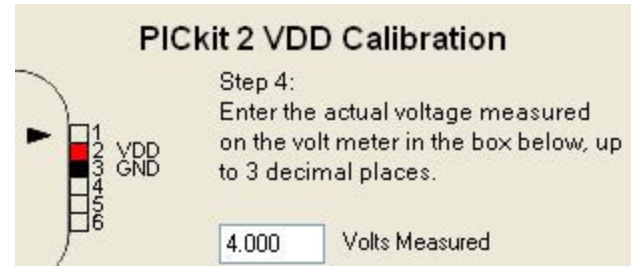 PICkit 2 VDD Calibration
Step 4:
Enter the actual voltage measured
on the volt meter in the box below, up
to 3 decimal places.
1
2 VDD
3 GND
4
5
6
4.000 Volts Measured